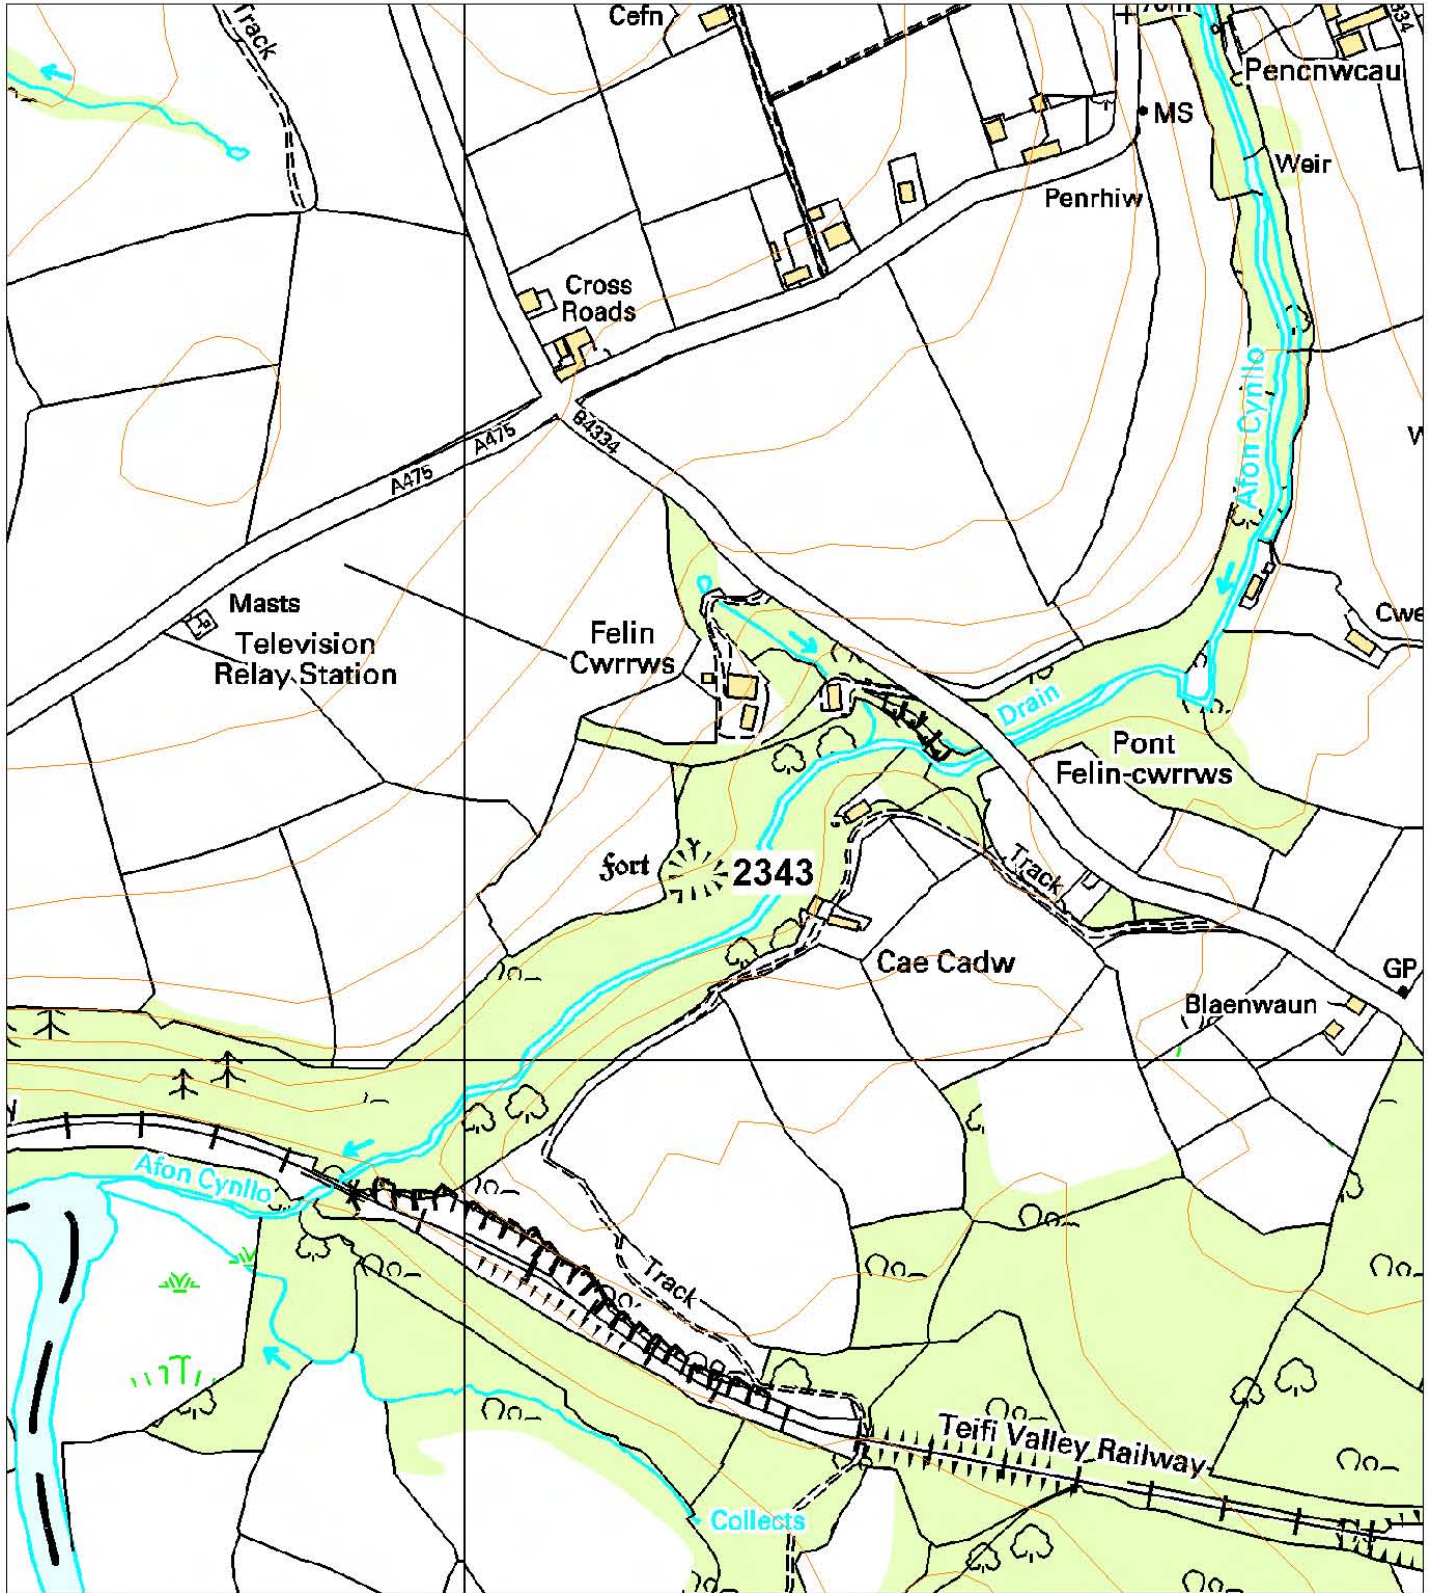 Cefn
Track
Pencnwcau
MS
Weir
Penrhiw
Cross
Roads
Afon Cynllo
B4334
A475
A475
Masts
Television
Relay Station
Felin
Cwrrws
Drain
Pont
Felin-cwrrws
fort
2343
Track
Cae Cadw
GP
Blaenwaun
Afon Cynllo
Track
Teifi Valley Railway
Collects